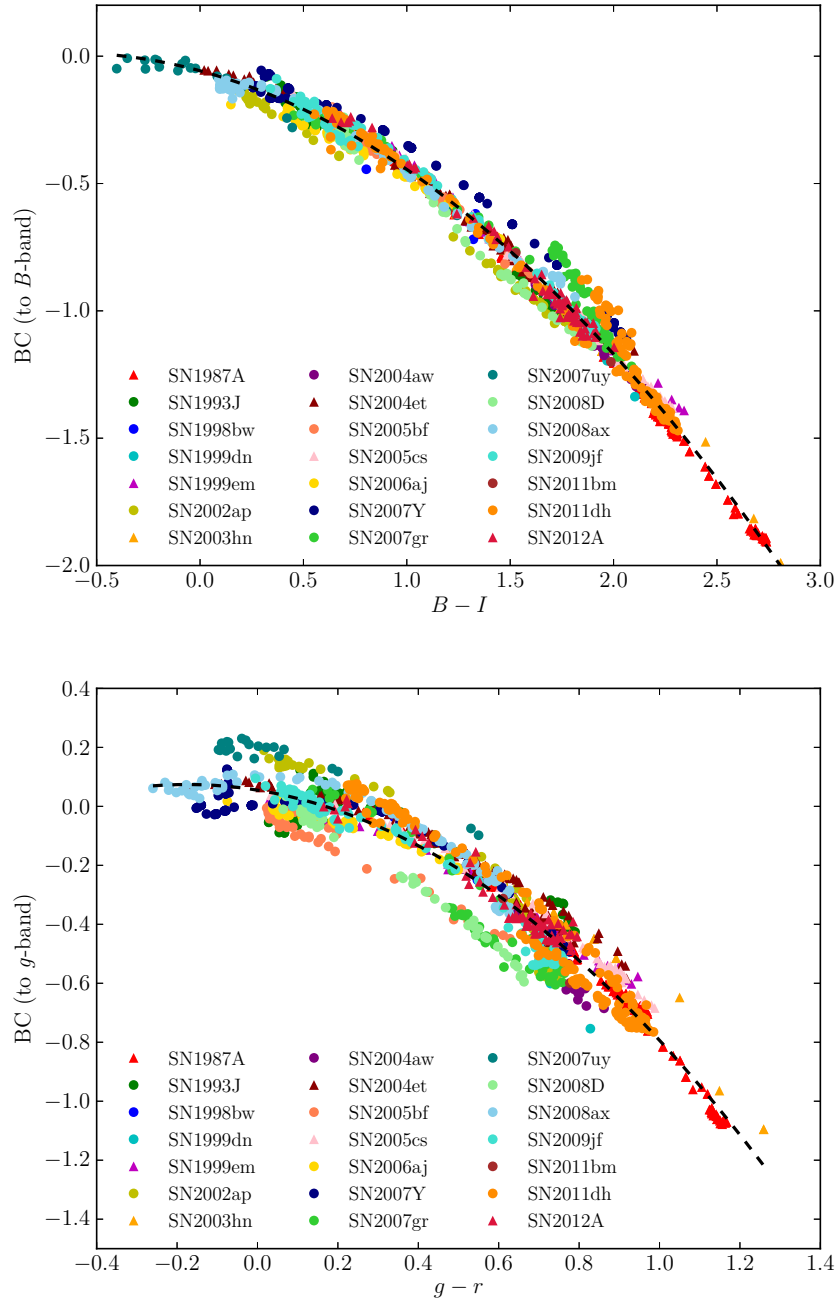 0.0
−0.5
−1.0
−1.5
−2.0
BC (to B-band)
SN1987A SN2004aw SN2007uy
SN1993J SN2004et SN2008D
SN1998bw SN2005bf SN2008ax
SN1999dn SN2005cs SN2009jf
SN1999em SN2006aj SN2011bm
SN2002ap SN2007Y SN2011dh
SN2003hn SN2007gr SN2012A
−0.5 0.0 0.5 1.0 1.5 2.0 2.5 3.0
B − I
0.4
0.2
0.0
−0.2
−0.4
−0.6
−0.8
−1.0
−1.2
−1.4
BC (to g-band)
SN1987A SN2004aw SN2007uy
SN1993J SN2004et SN2008D
SN1998bw SN2005bf SN2008ax
SN1999dn SN2005cs SN2009jf
SN1999em SN2006aj SN2011bm
SN2002ap SN2007Y SN2011dh
SN2003hn SN2007gr SN2012A
−0.4 −0.2 0.0 0.2 0.4 0.6 0.8 1.0 1.2 1.4
g − r